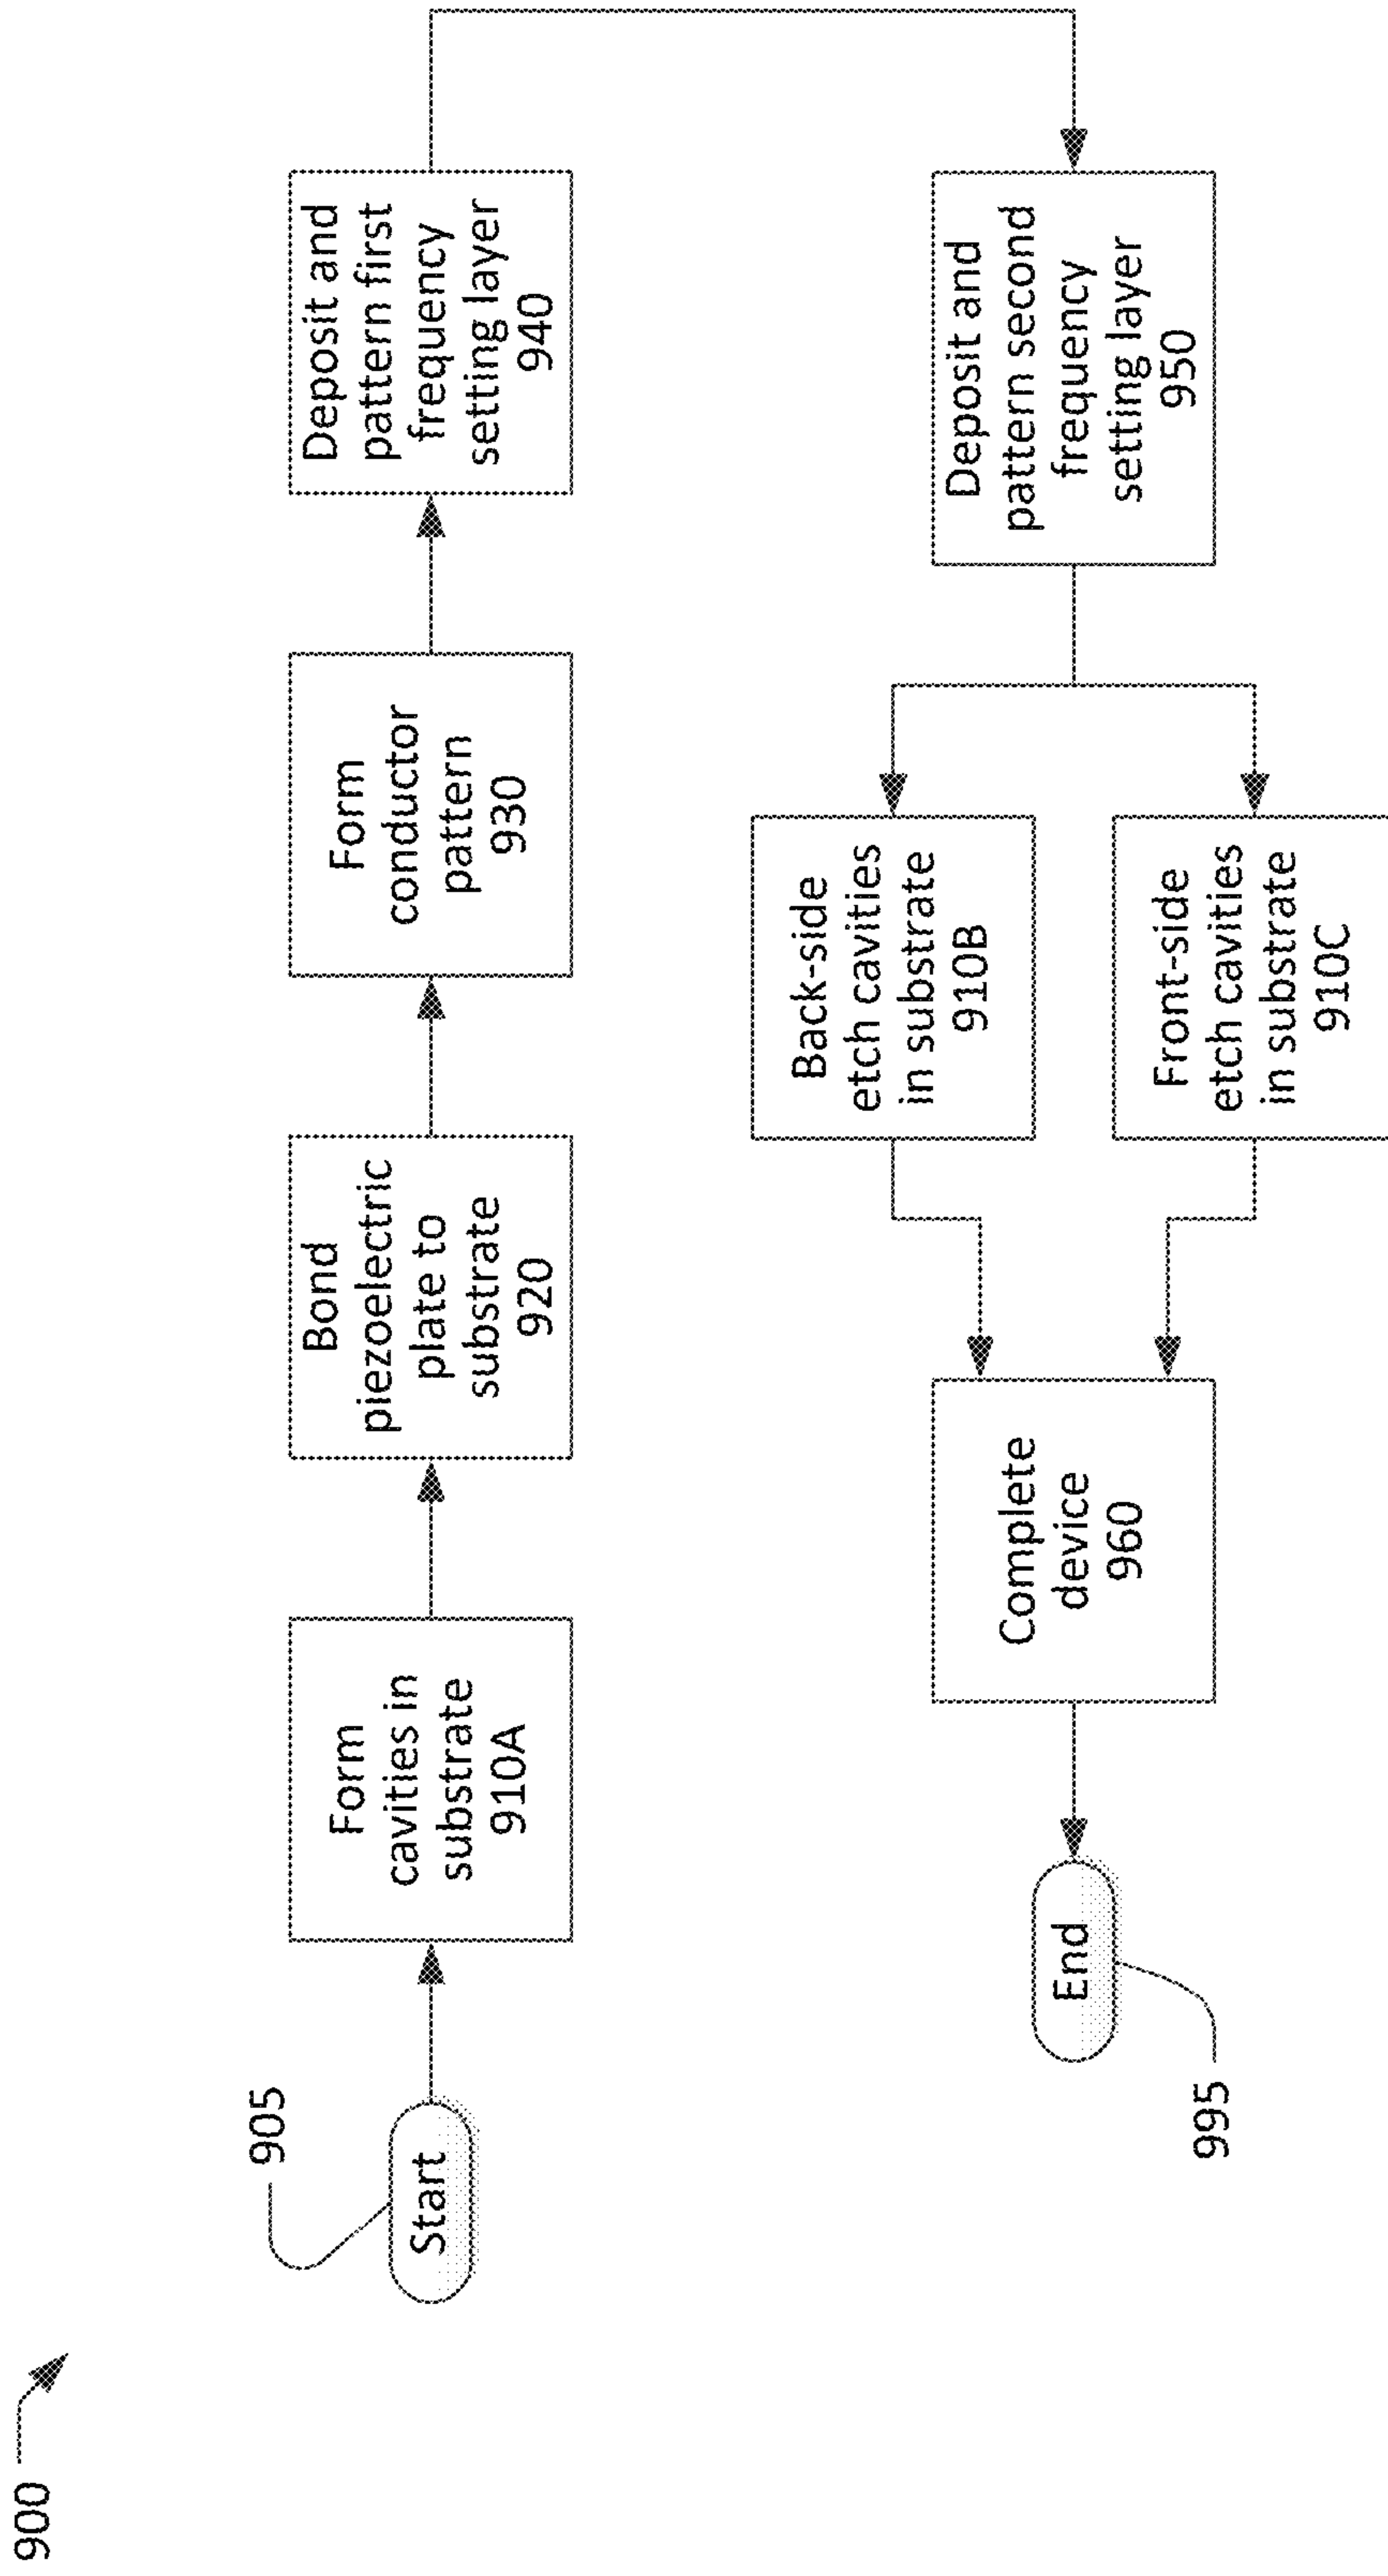 900
905
Start
Form
cavities in
substrate
910A
Bond
piezoelectric
plate to
substrate
920
Form
conductor
pattern
930
Deposit and
pattern first
frequency
setting layer
940
Deposit and
pattern second
frequency
setting layer
950
Back-side
etch cavities
in substrate
910B
Front-side
etch cavities
in substrate
910C
Complete
device
960
End
995